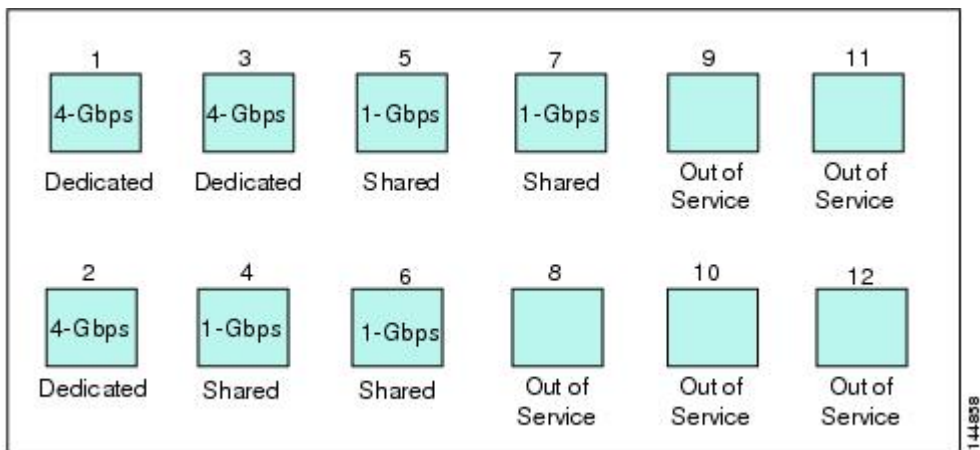 1 3 5 7 9 11
4-Gbps 4-Gbps 1-Gbps 1-Gbps
Dedicated Dedicated Shared Shared Out of Service Out of Service
2 4 6 8 10 12
4-Gbps 1-Gbps 1-Gbps
Dedicated Shared Shared Out of Service Out of Service Out of Service
144858